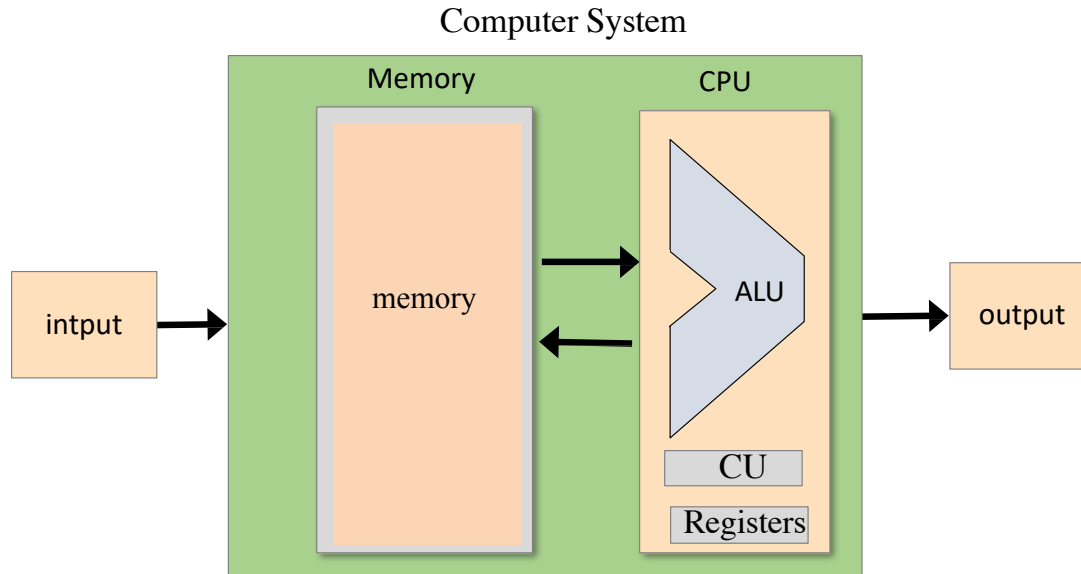 Computer System
Memory
CPU
intput
memory
ALU
output
CU
Registers